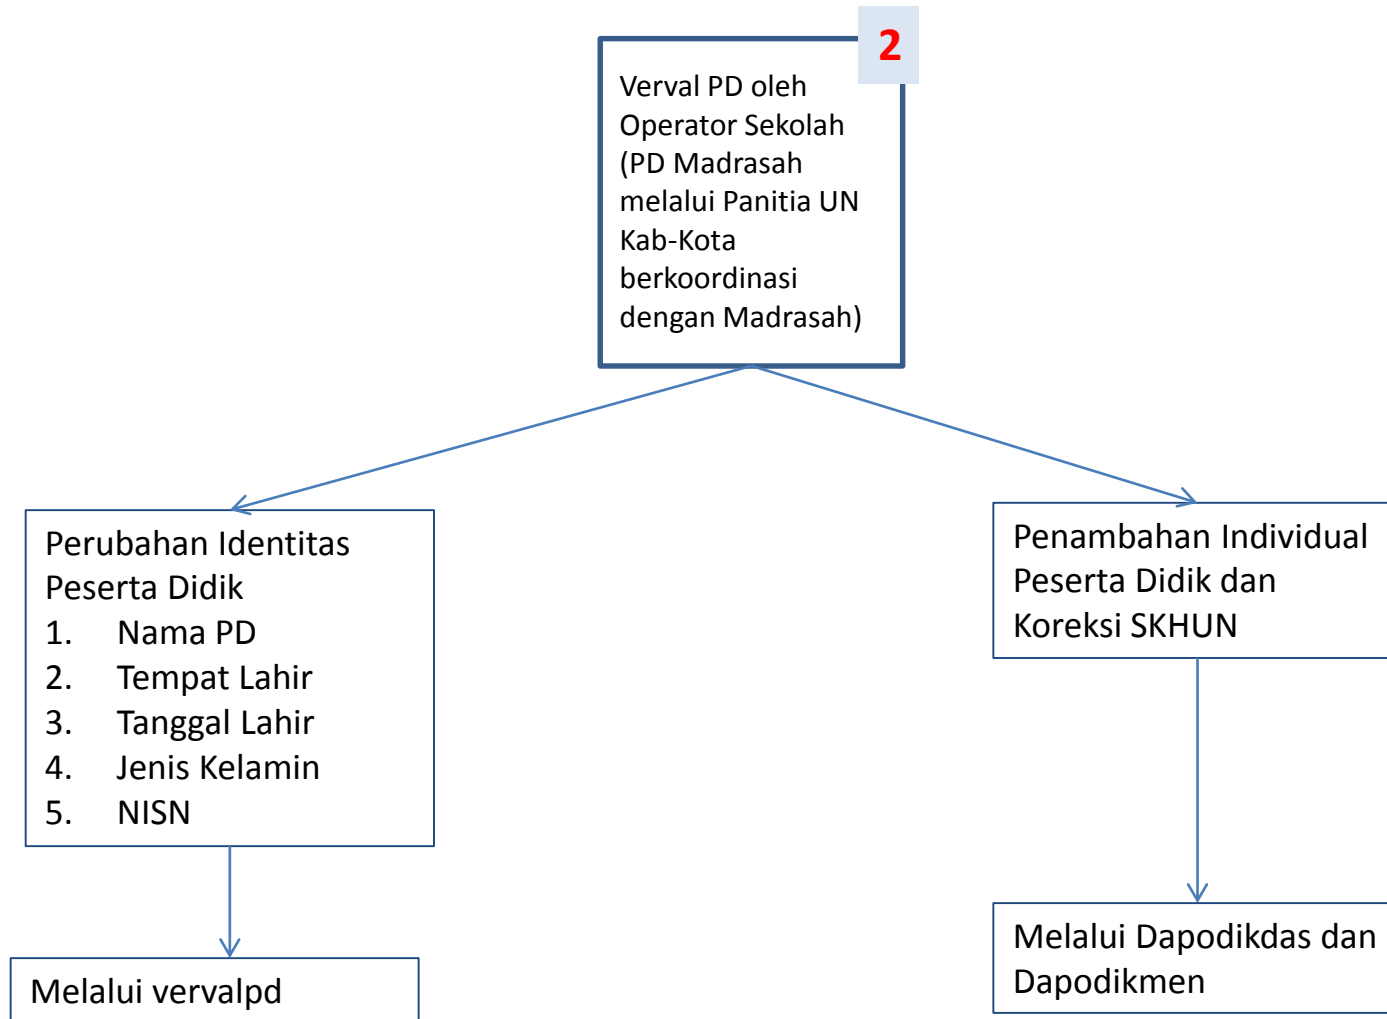 2
Verval PD oleh
Operator Sekolah
(PD Madrasah
melalui Panitia UN
Kab-Kota
berkoordinasi
dengan Madrasah)
Perubahan Identitas
Peserta Didik
1. Nama PD
2. Tempat Lahir
3. Tanggal Lahir
4. Jenis Kelamin
5. NISN
Penambahan Individual
Peserta Didik dan
Koreksi SKHUN
Melalui vervalpd
Melalui Dapodikdas dan
Dapodikmen